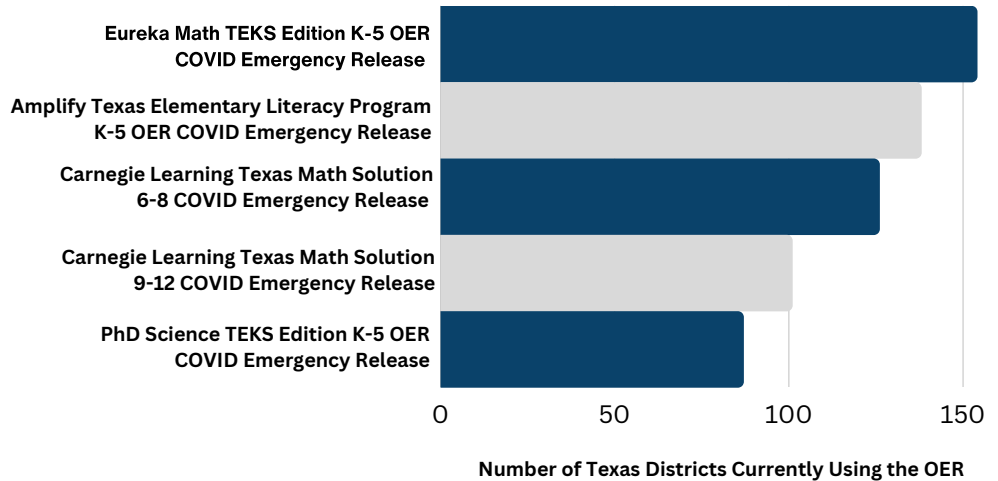 Eureka Math TEKS Edition K-5 OER
COVID Emergency Release
Amplify Texas Elementary Literacy Program
K-5 OER COVID Emergency Release
Carnegie Learning Texas Math Solution
6-8 COVID Emergency Release
Carnegie Learning Texas Math Solution
9-12 COVID Emergency Release
PhD Science TEKS Edition K-5 OER
COVID Emergency Release
0 50 100 150
Number of Texas Districts Currently Using the OER